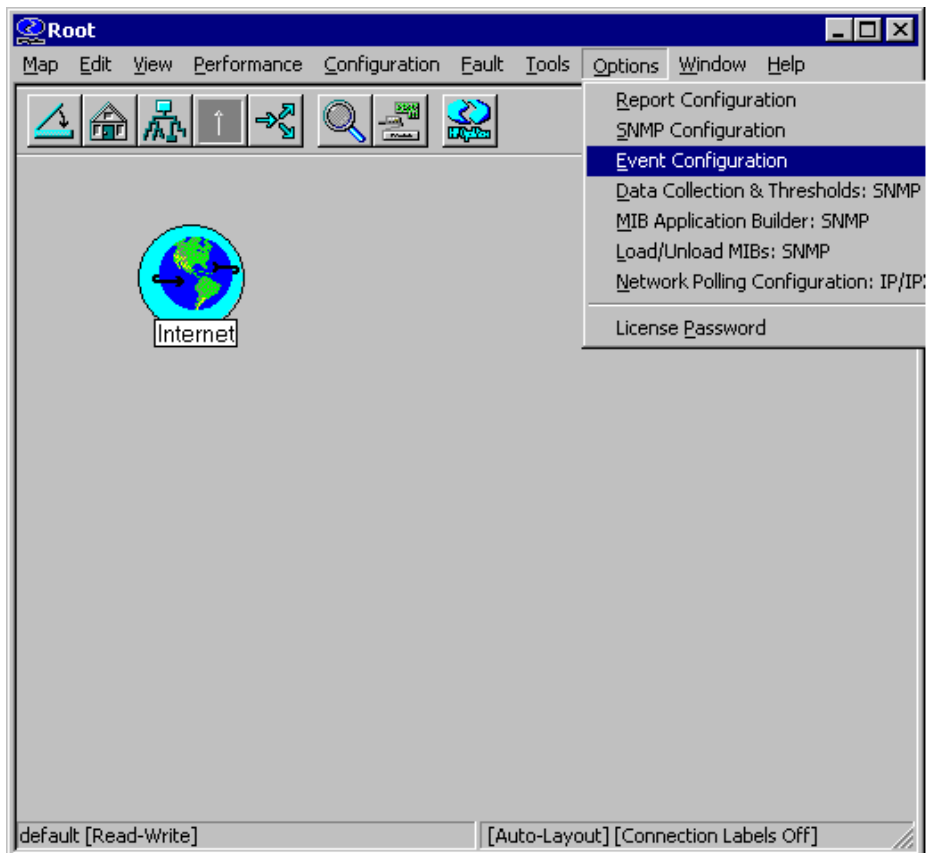 Root
Map Edit View Performance Configuration Fault Tools Options Window Help
Report Configuration
SNMP Configuration
Event Configuration
Data Collection & Thresholds: SNMP
MIB Application Builder: SNMP
Load/Unload MIBs: SNMP
Network Polling Configuration: IP/IP
License Password
Internet
default [Read-Write]
[Auto-Layout] [Connection Labels Off]